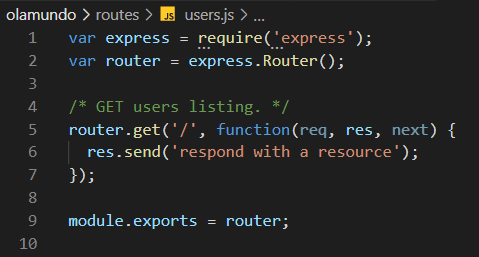 olamundo > routes > JS users.js > ...
1 var express = require('express');
2 var router = express.Router();
3
4 /* GET users listing. */
5 router.get('/', function(req, res, next) {
6   res.send('respond with a resource');
7 });
8
9 module.exports = router;
10